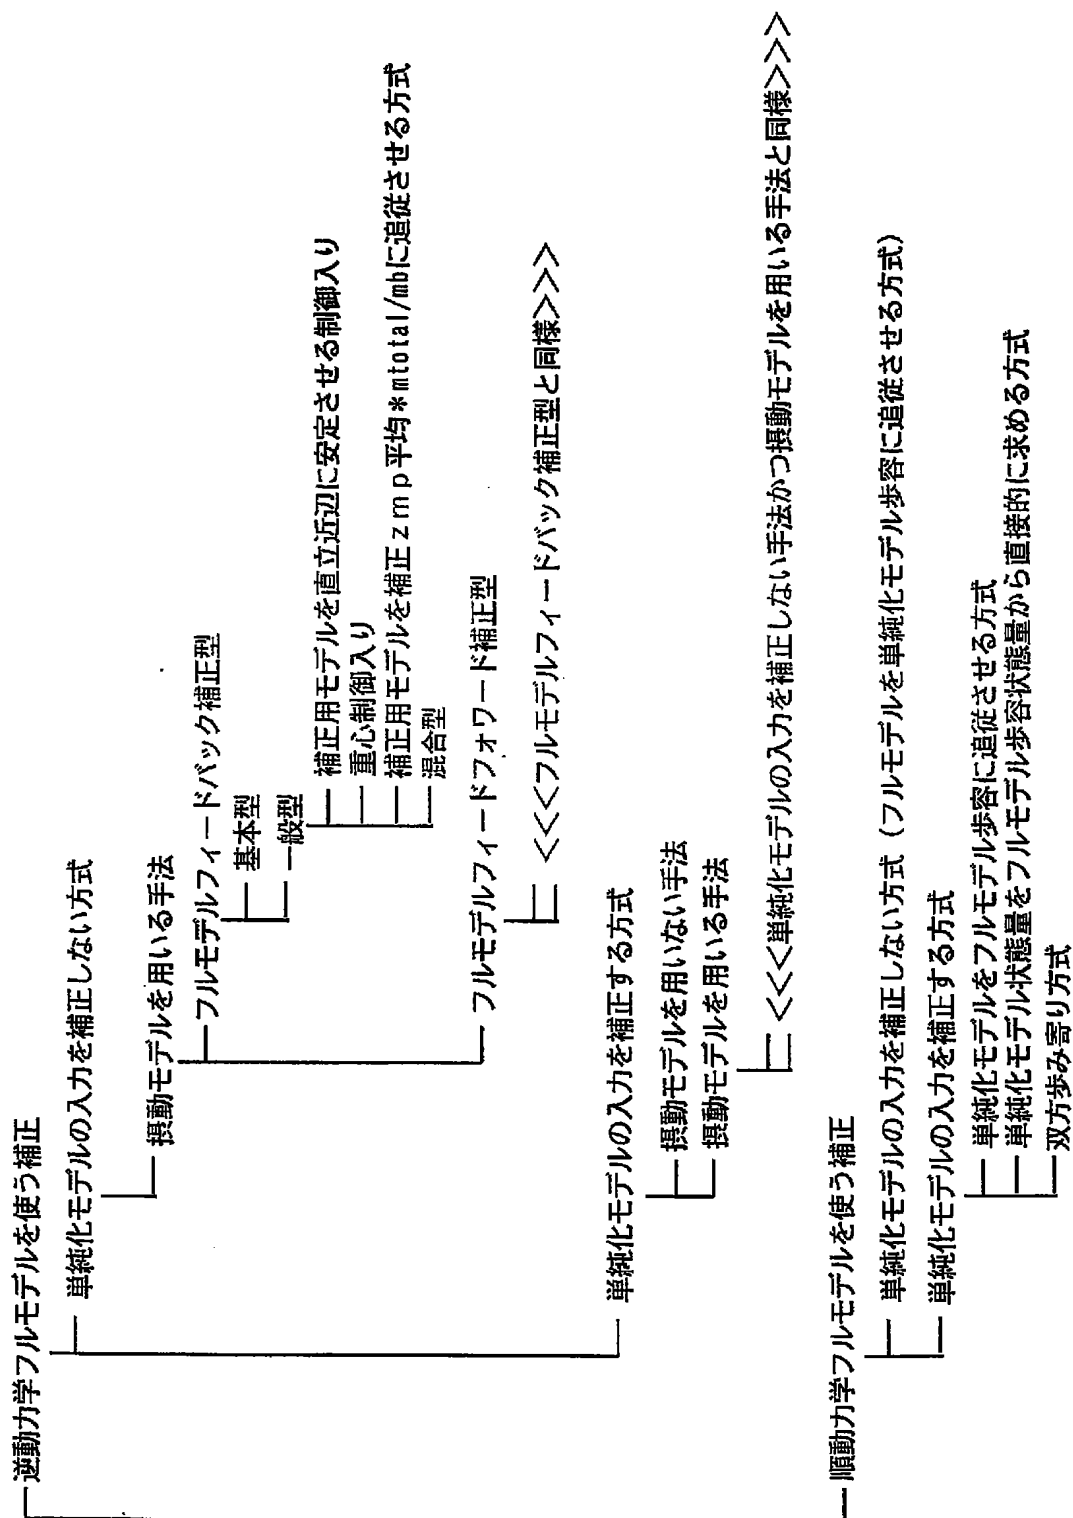 逆動力学フルモデルを使う補正
単純化モデルの入力を補正しない方式
摂動モデルを用いる手法
フルモデルフィードバック補正型
基本型
一般型
補正用モデルを直立近辺に安定させる制御入り
重心制御入り
補正用モデルを補正zmp平均*mtotal/mbに追従させる方式
混合型
フルモデルフィードフォワード補正型
<<<フルモデルフィードバック補正型と同様>>>
単純化モデルの入力を補正する方式
摂動モデルを用いない手法
摂動モデルを用いる手法
<<<単純化モデルの入力を補正しない手法かつ摂動モデルを用いる手法と同様>>>
順動力学フルモデルを使う補正
単純化モデルの入力を補正しない方式(フルモデルを単純化モデル歩容に追従させる方式)
単純化モデルの入力を補正する方式
単純化モデルをフルモデル歩容に追従させる方式
単純化モデル状態量をフルモデル歩容状態量から直接的に求める方式
双方歩み寄り方式